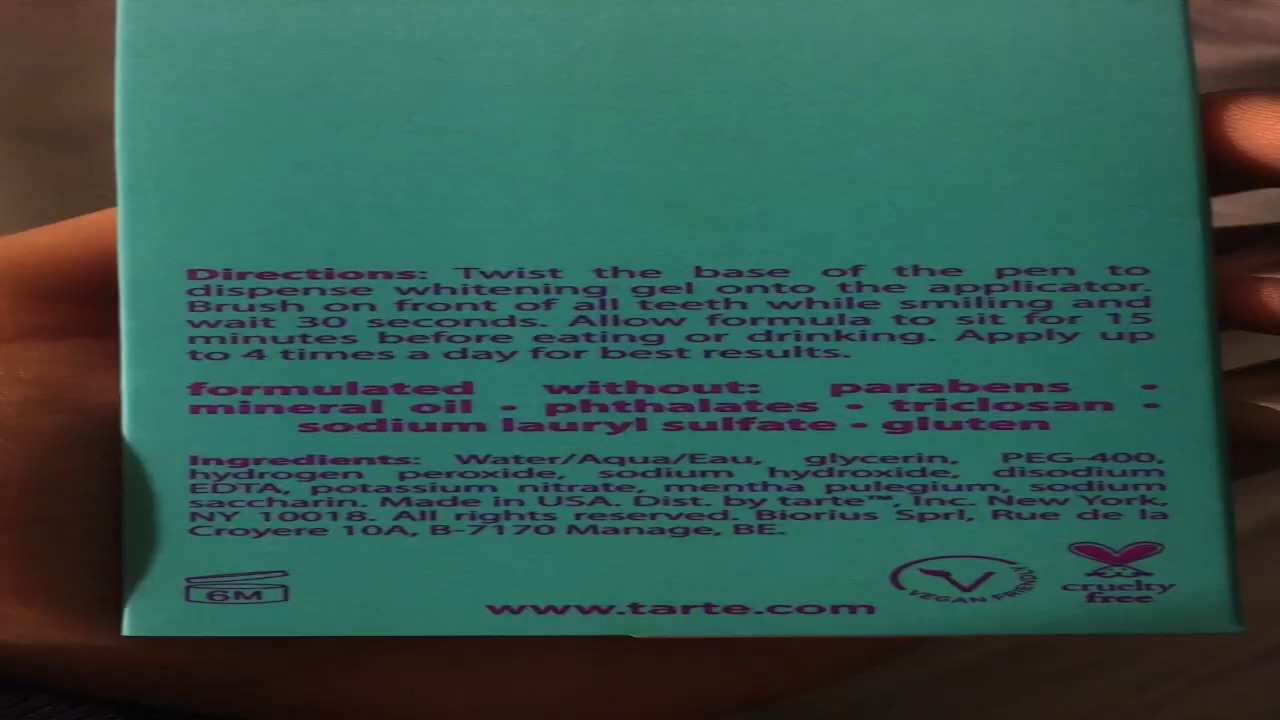 Directions: Twist the base of the pen to
dispense whitening gel onto the applicator.
Brush on front of all teeth while smiling and
wait 30 seconds. Allow formula to sit for 15
minutes before eating or drinking. Apply up
to 4 times a day for best results.
formulated without: parabens •
mineral oil • phthalates • triclosan •
sodium lauryl sulfate • gluten
Ingredients: Water/Aqua/Eau, glycerin, PEG-400,
hydrogen peroxide, sodium hydroxide, disodium
EDTA, potassium nitrate, mentha pulegium, sodium
saccharin. Made in USA. Dist. by tarte™, Inc. New York,
NY 10018. All rights reserved. Biorius Sprl, Rue de la
Croyere 10A, B-7170 Manage, BE.
6M
www.tarte.com
VEGAN FRIENDLY
cruelty
free